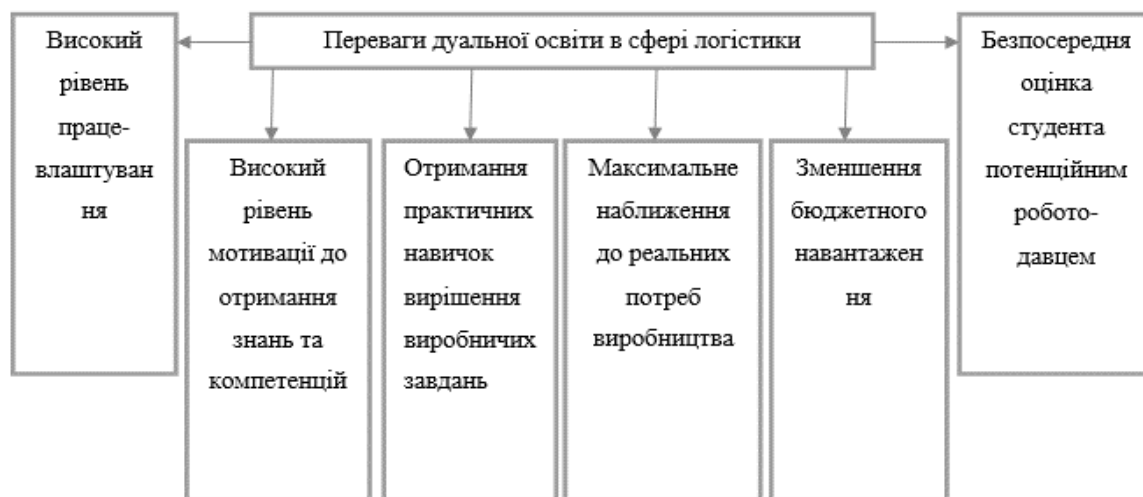 Переваги дуальної освіти в сфері логістики
Високий
рівень
праце-
влаштуван
ня
Високий
рівень
мотивації до
отримання
знань та
компетенцій
Отримання
практичних
навичок
вирішення
виробничих
завдань
Максимальне
наближення
до реальних
потреб
виробництва
Зменшення
бюджетного
навантажен
ня
Безпосередня
оцінка
студента
потенційним
робото-
давцем